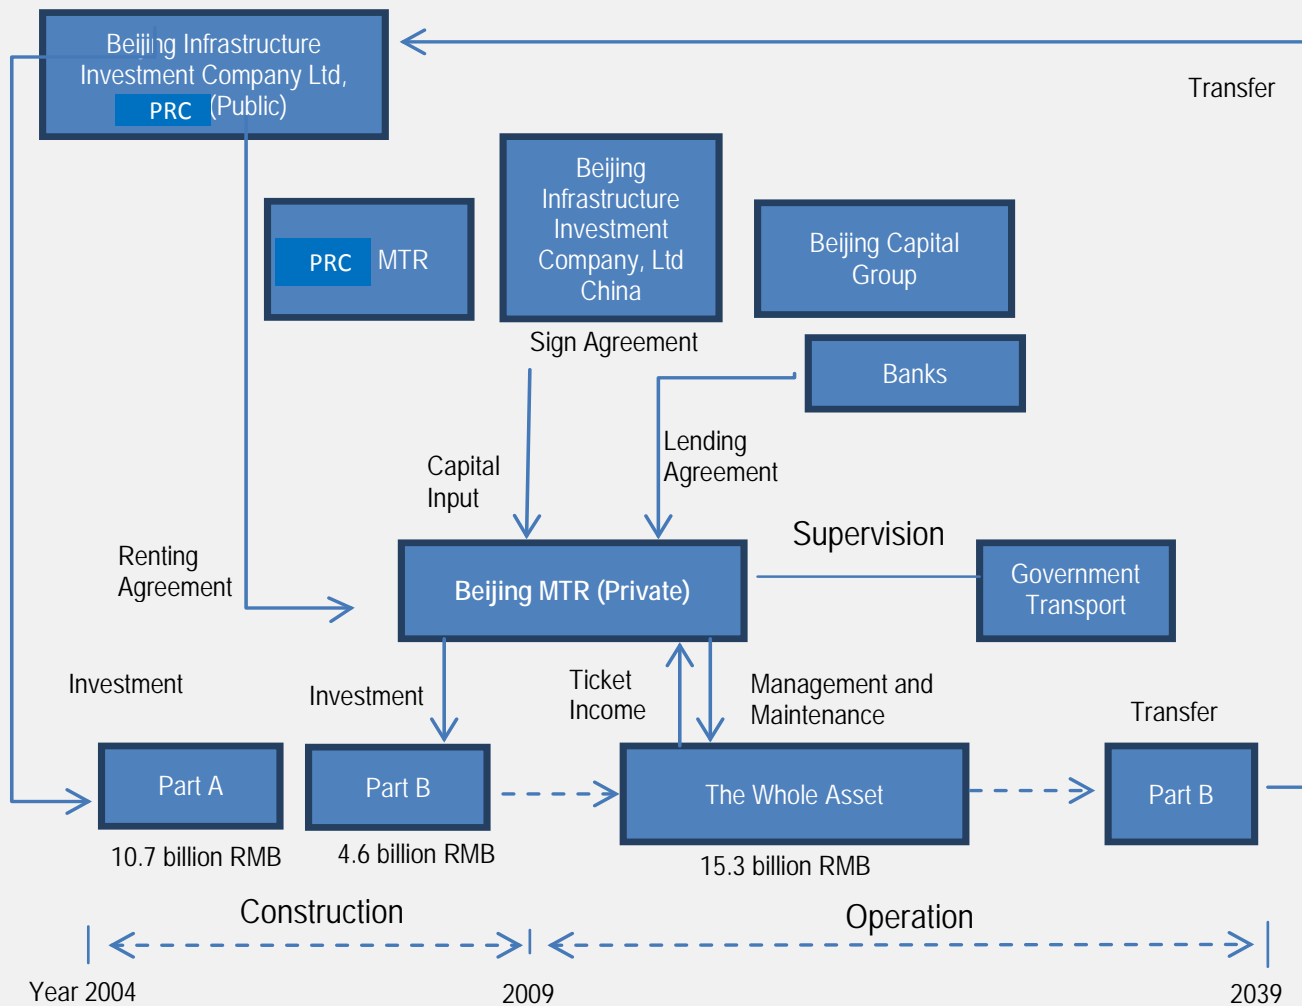 Beijing Infrastructure
Investment Company Ltd,
PRC (Public)
Transfer
Beijing
Infrastructure
Investment
Company, Ltd
China
PRC MTR
Beijing Capital
Group
Sign Agreement
Banks
Lending
Agreement
Capital
Input
Supervision
Renting
Agreement
Beijing MTR (Private)
Government
Transport
Investment
Investment
Ticket
Income
Management and
Maintenance
Transfer
Part A
Part B
The Whole Asset
Part B
10.7 billion RMB
4.6 billion RMB
15.3 billion RMB
Construction
Operation
Year 2004
2009
2039